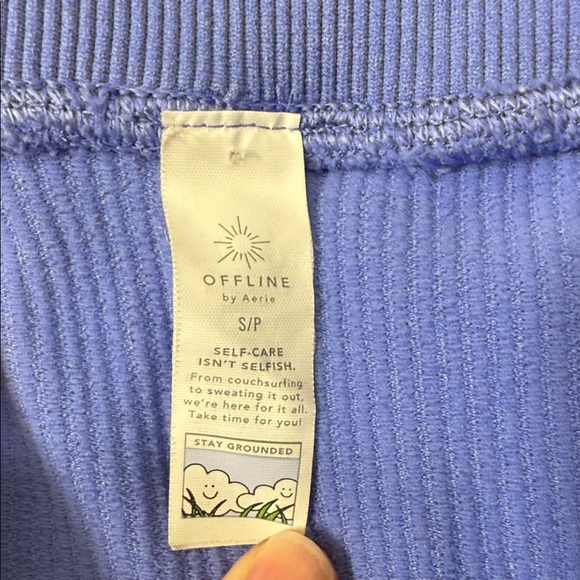 OFFLINE
by Aerie
S/P
SELF-CARE
ISN'T SELFISH.
From couchsurfing
to sweating it out,
we're here for it all.
Take time for you!
STAY GROUNDED